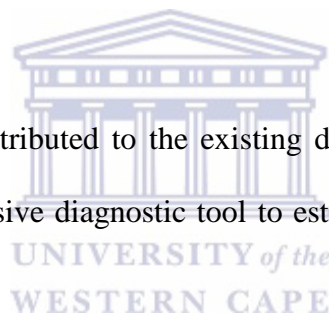 tributed to the existing d
sive diagnostic tool to est
UNIVERSITY of the
WESTERN CAPE